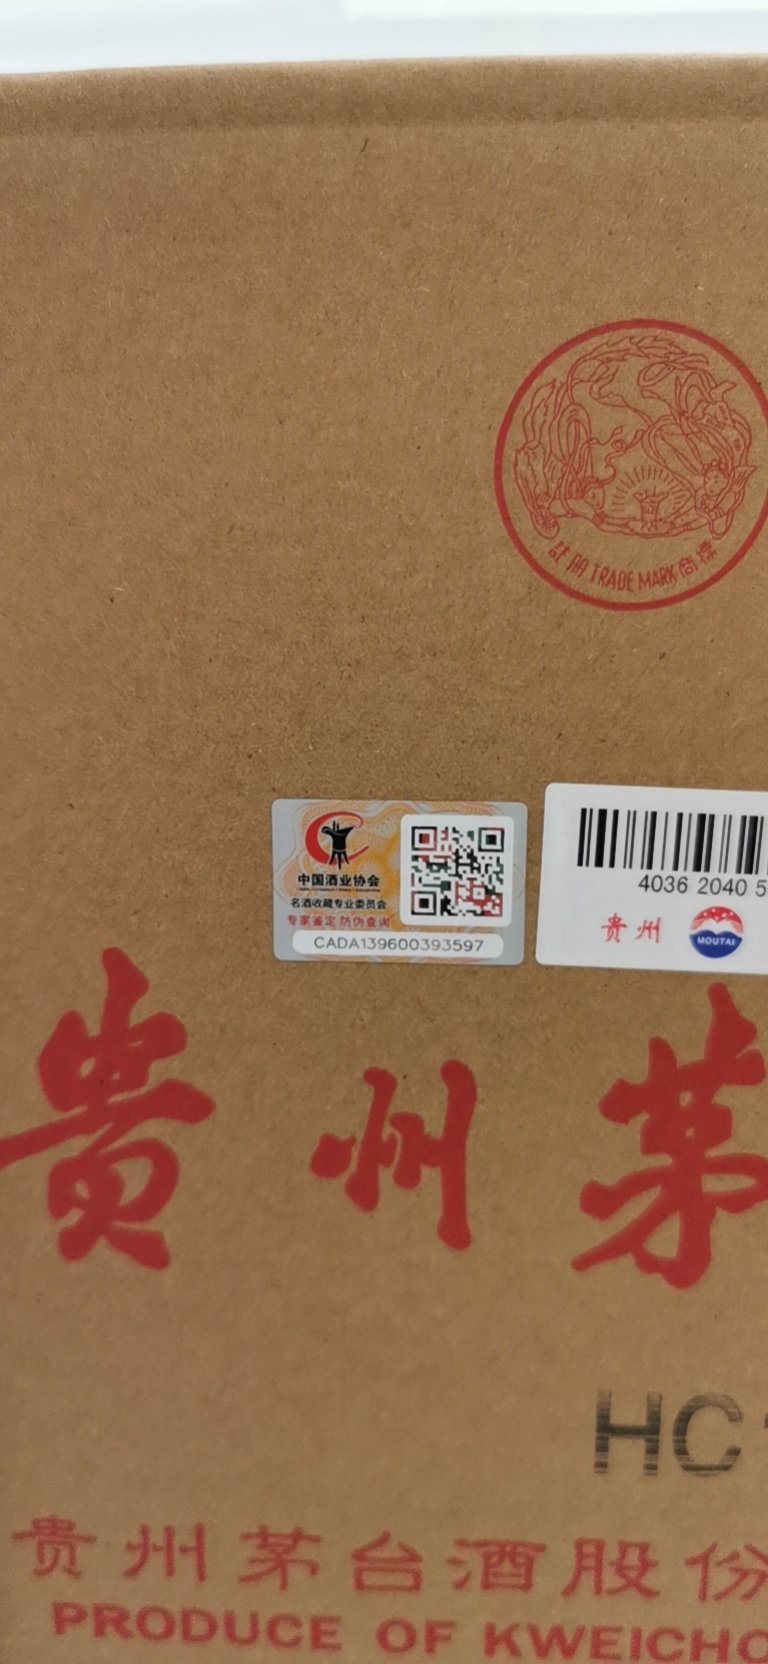 註册 TRADE MARK 商標
中国酒业协会
名酒收藏专业委员会
专家鉴定 防伪查询
CADA139600393597
4036 2040 5
贵州
MOUTAI
贵州茅
HC
贵州茅台酒股份
PRODUCE OF KWEICHO